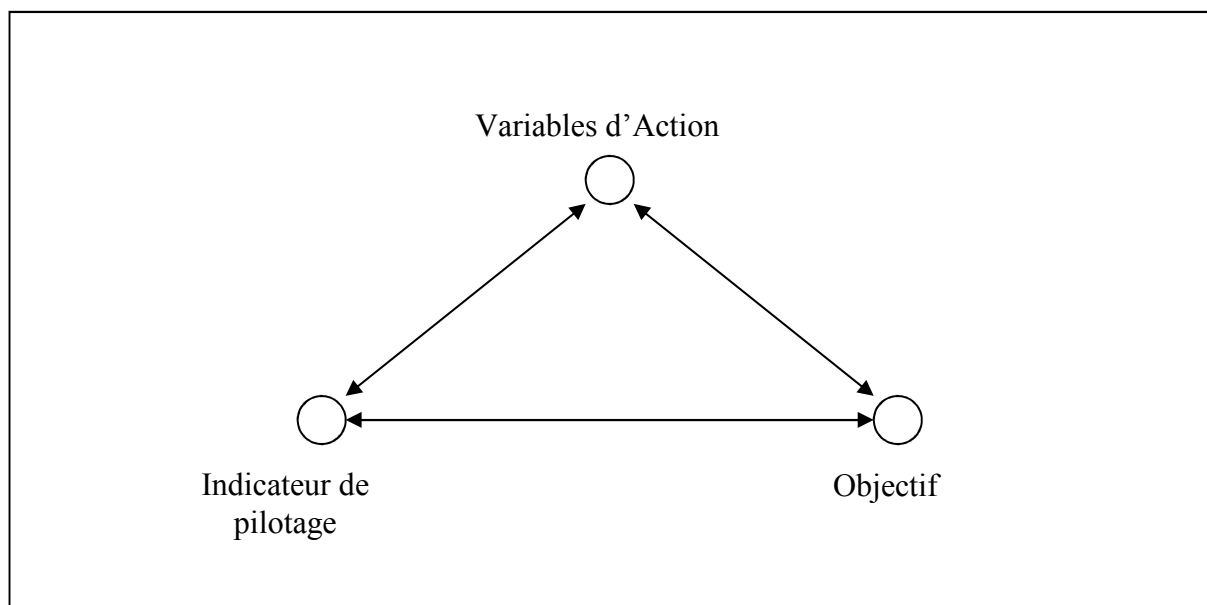 Variables d’Action
Indicateur de
pilotage
Objectif